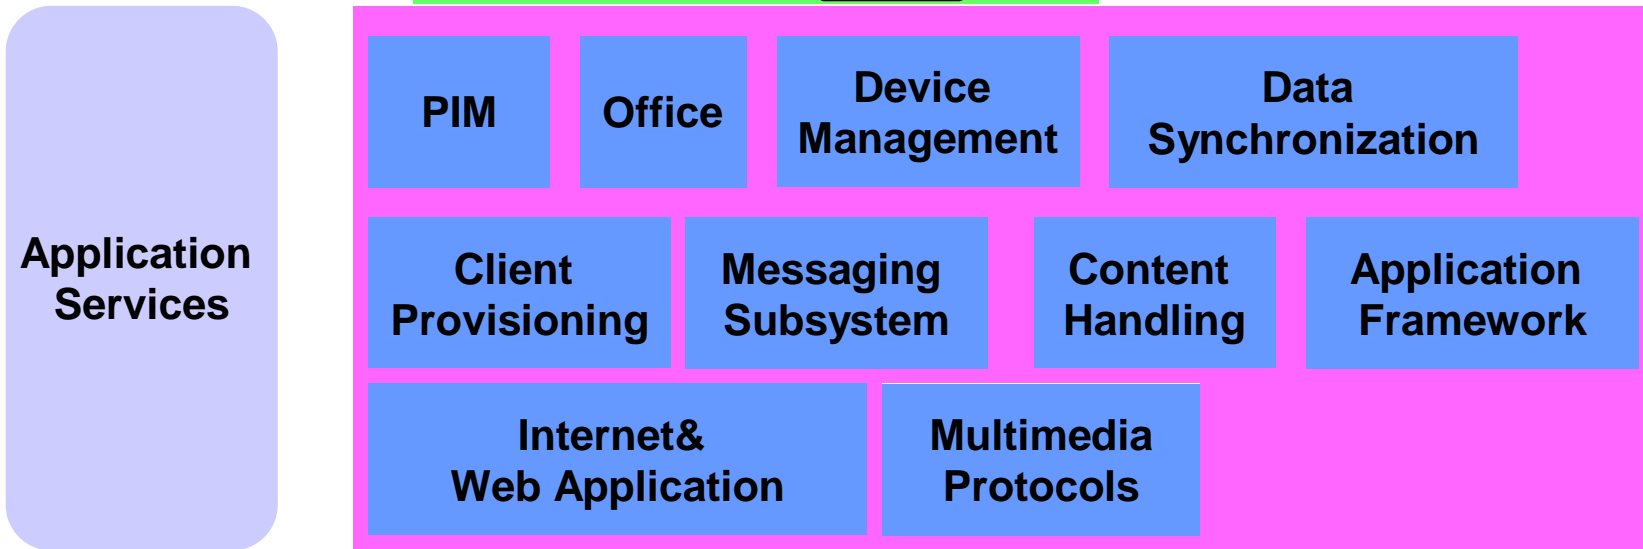 Application
Services
PIM
Office
Device
Management
Data
Synchronization
Client
Provisioning
Messaging
Subsystem
Content
Handling
Application
Framework
Internet&
Web Application
Multimedia
Protocols